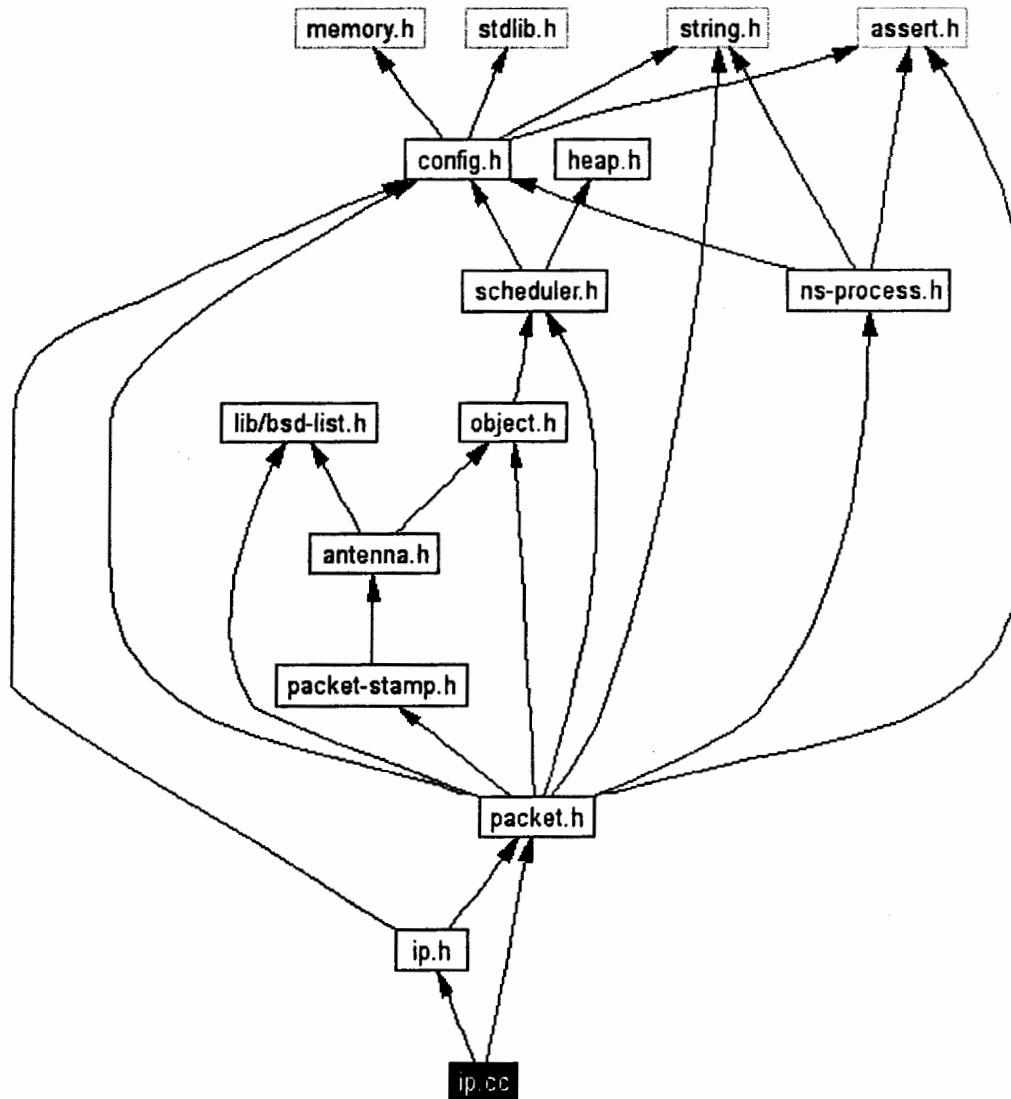 memory.h
stdlib.h
string.h
assert.h
config.h
heap.h
scheduler.h
ns-process.h
lib/bsd-list.h
object.h
antenna.h
packet-stamp.h
packet.h
ip.h
ip.cc